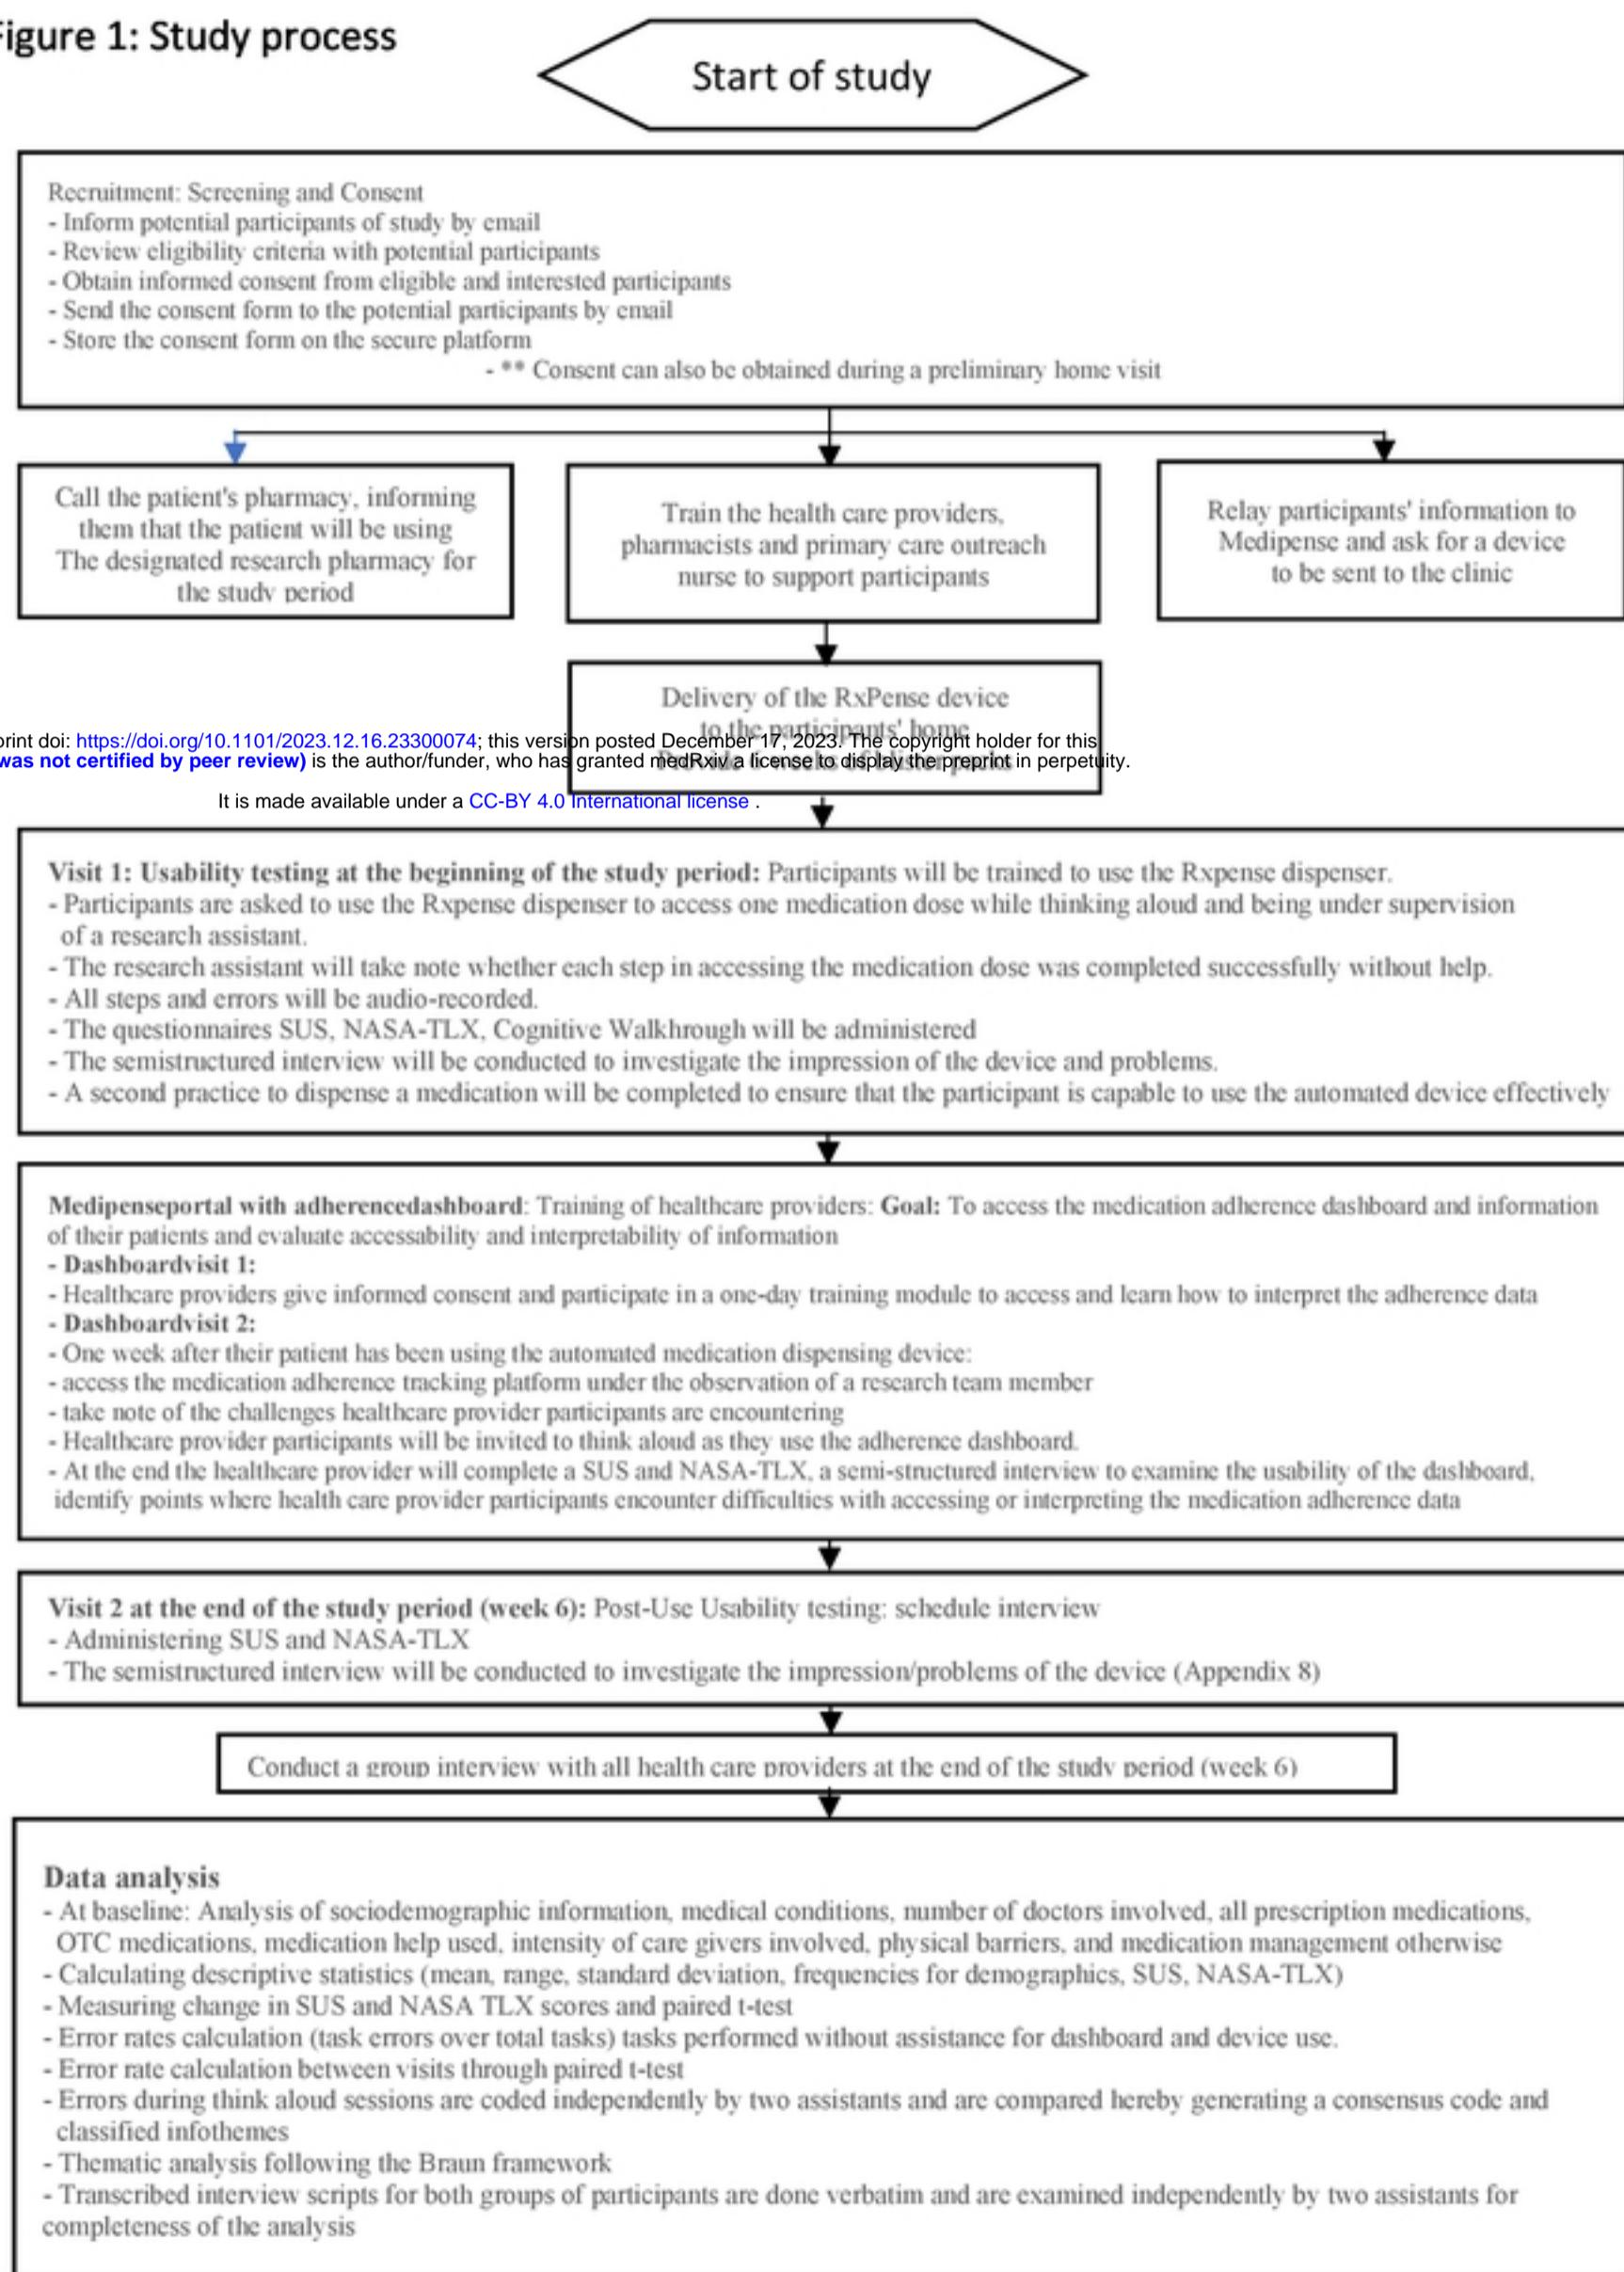 Figure 1: Study process
Start of study
Recruitment: Screening and Consent
- Inform potential participants of study by email
- Review eligibility criteria with potential participants
- Obtain informed consent from eligible and interested participants
- Send the consent form to the potential participants by email
- Store the consent form on the secure platform
- ** Consent can also be obtained during a preliminary home visit
Call the patient's pharmacy, informing
them that the patient will be using
The designated research pharmacy for
the study period
Train the health care providers,
pharmacists and primary care outreach
nurse to support participants
Relay participants' information to
Medipense and ask for a device
to be sent to the clinic
Delivery of the RxPense device
to the participants' home
print doi: https://doi.org/10.1101/2023.12.16.23300074; this version posted December 17, 2023. The copyright holder for this
was not certified by peer review) is the author/funder, who has granted medRxiv a license to display the preprint in perpetuity.
It is made available under a CC-BY 4.0 International license .
Visit 1: Usability testing at the beginning of the study period: Participants will be trained to use the Rxpense dispenser.
- Participants are asked to use the Rxpense dispenser to access one medication dose while thinking aloud and being under supervision
of a research assistant.
- The research assistant will take note whether each step in accessing the medication dose was completed successfully without help.
- All steps and errors will be audio-recorded.
- The questionnaires SUS, NASA-TLX, Cognitive Walkhrough will be administered
- The semistructured interview will be conducted to investigate the impression of the device and problems.
- A second practice to dispense a medication will be completed to ensure that the participant is capable to use the automated device effectively
Medipenseportal with adherencedashboard: Training of healthcare providers: Goal: To access the medication adherence dashboard and information
of their patients and evaluate accessability and interpretability of information
- Dashboardvisit 1:
- Healthcare providers give informed consent and participate in a one-day training module to access and learn how to interpret the adherence data
- Dashboardvisit 2:
- One week after their patient has been using the automated medication dispensing device:
- access the medication adherence tracking platform under the observation of a research team member
- take note of the challenges healthcare provider participants are encountering
- Healthcare provider participants will be invited to think aloud as they use the adherence dashboard.
- At the end the healthcare provider will complete a SUS and NASA-TLX, a semi-structured interview to examine the usability of the dashboard,
identify points where health care provider participants encounter difficulties with accessing or interpreting the medication adherence data
Visit 2 at the end of the study period (week 6): Post-Use Usability testing: schedule interview
- Administering SUS and NASA-TLX
- The semistructured interview will be conducted to investigate the impression/problems of the device (Appendix 8)
Conduct a group interview with all health care providers at the end of the study period (week 6)
Data analysis
- At baseline: Analysis of sociodemographic information, medical conditions, number of doctors involved, all prescription medications,
OTC medications, medication help used, intensity of care givers involved, physical barriers, and medication management otherwise
- Calculating descriptive statistics (mean, range, standard deviation, frequencies for demographics, SUS, NASA-TLX)
- Measuring change in SUS and NASA TLX scores and paired t-test
- Error rates calculation (task errors over total tasks) tasks performed without assistance for dashboard and device use.
- Error rate calculation between visits through paired t-test
- Errors during think aloud sessions are coded independently by two assistants and are compared hereby generating a consensus code and
classified infothemes
- Thematic analysis following the Braun framework
- Transcribed interview scripts for both groups of participants are done verbatim and are examined independently by two assistants for
completeness of the analysis